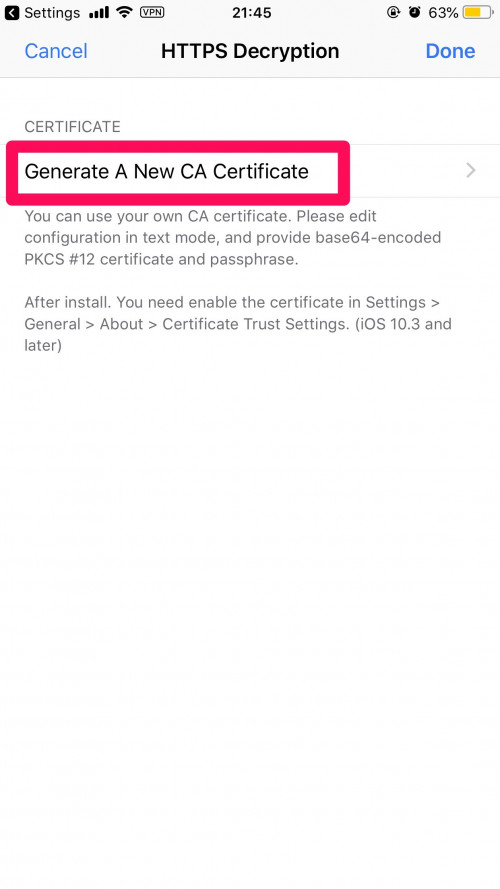 Settings VPN 21:45 63%
Cancel HTTPS Decryption Done
CERTIFICATE
Generate A New CA Certificate
You can use your own CA certificate. Please edit
configuration in text mode, and provide base64-encoded
PKCS #12 certificate and passphrase.
After install. You need enable the certificate in Settings >
General > About > Certificate Trust Settings. (iOS 10.3 and
later)